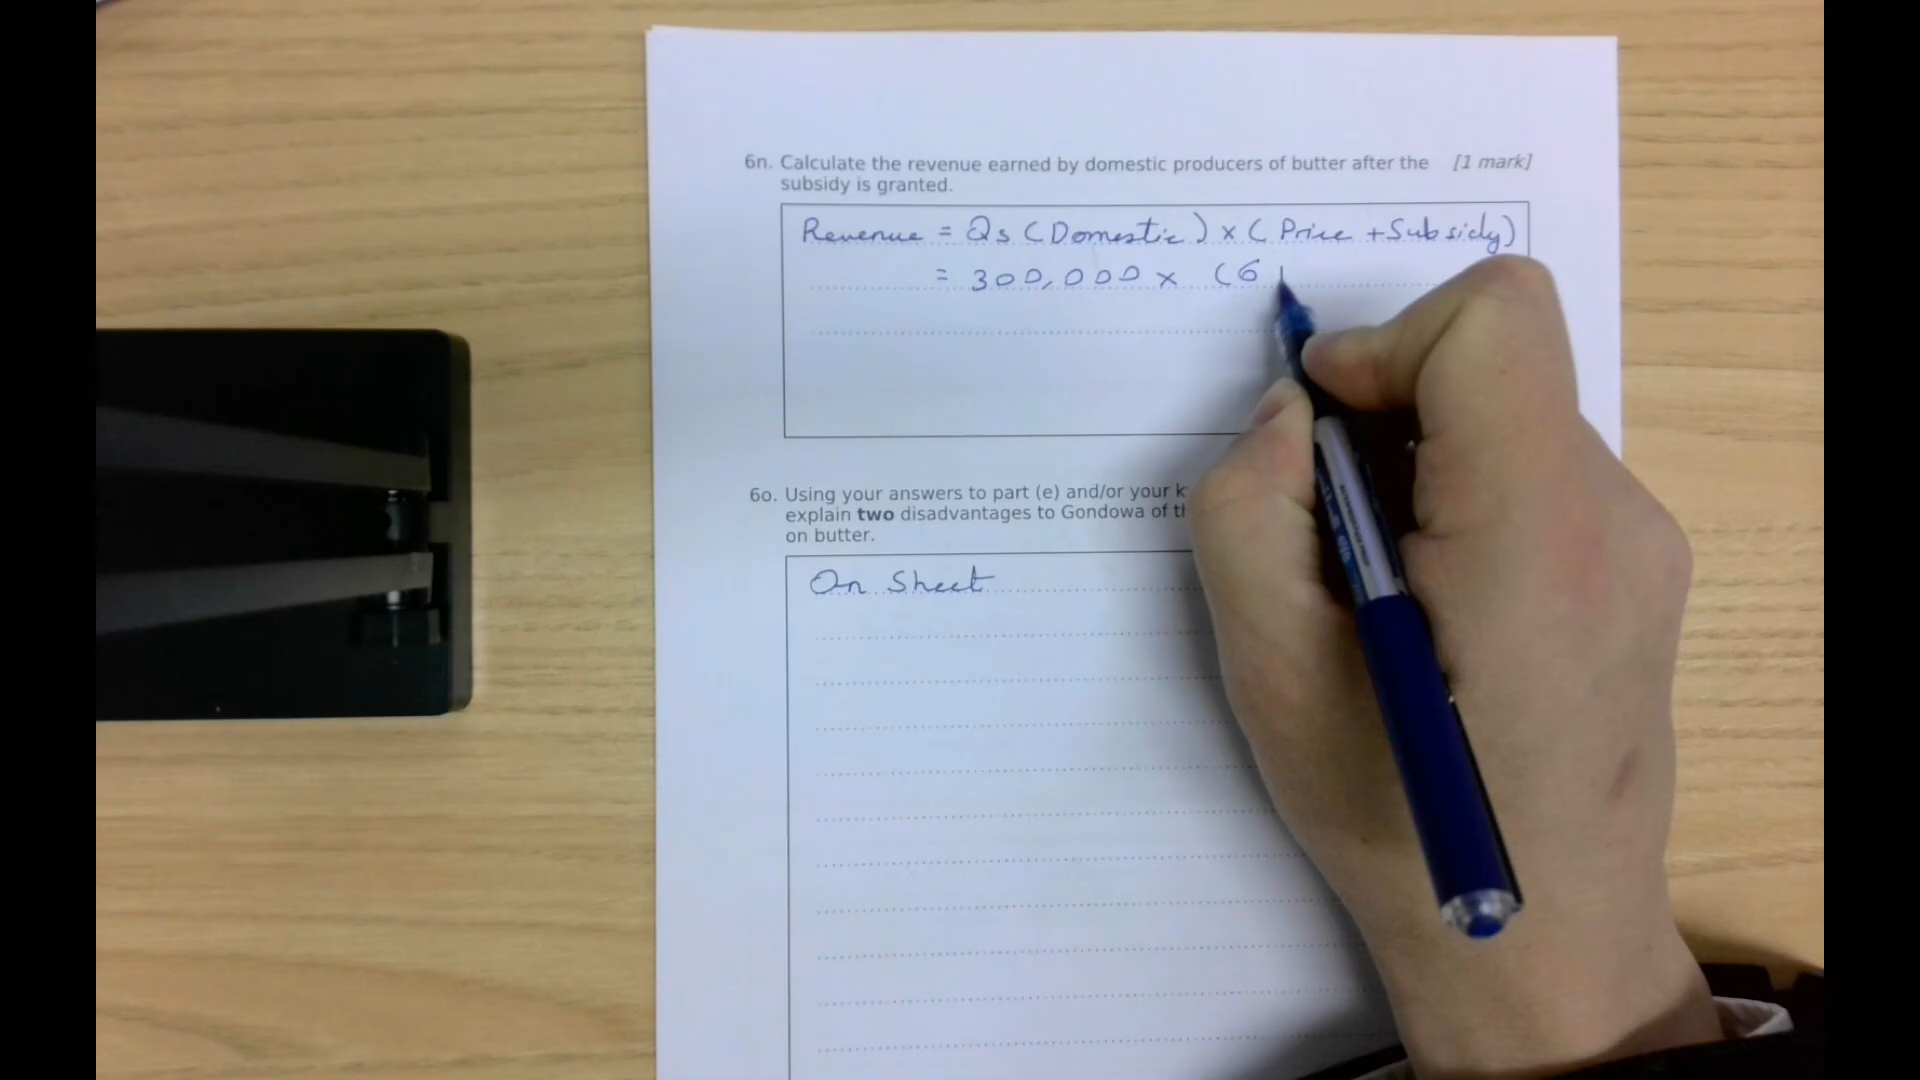 6n. Calculate the revenue earned by domestic producers of butter after the [1 mark]
subsidy is granted.
Revenue = Qs (Domestic) x (Price + Subsidy)
= 300,000 x (6
6o. Using your answers to part (e) and/or your
explain two disadvantages to Gondowa of
on butter.
On Sheet